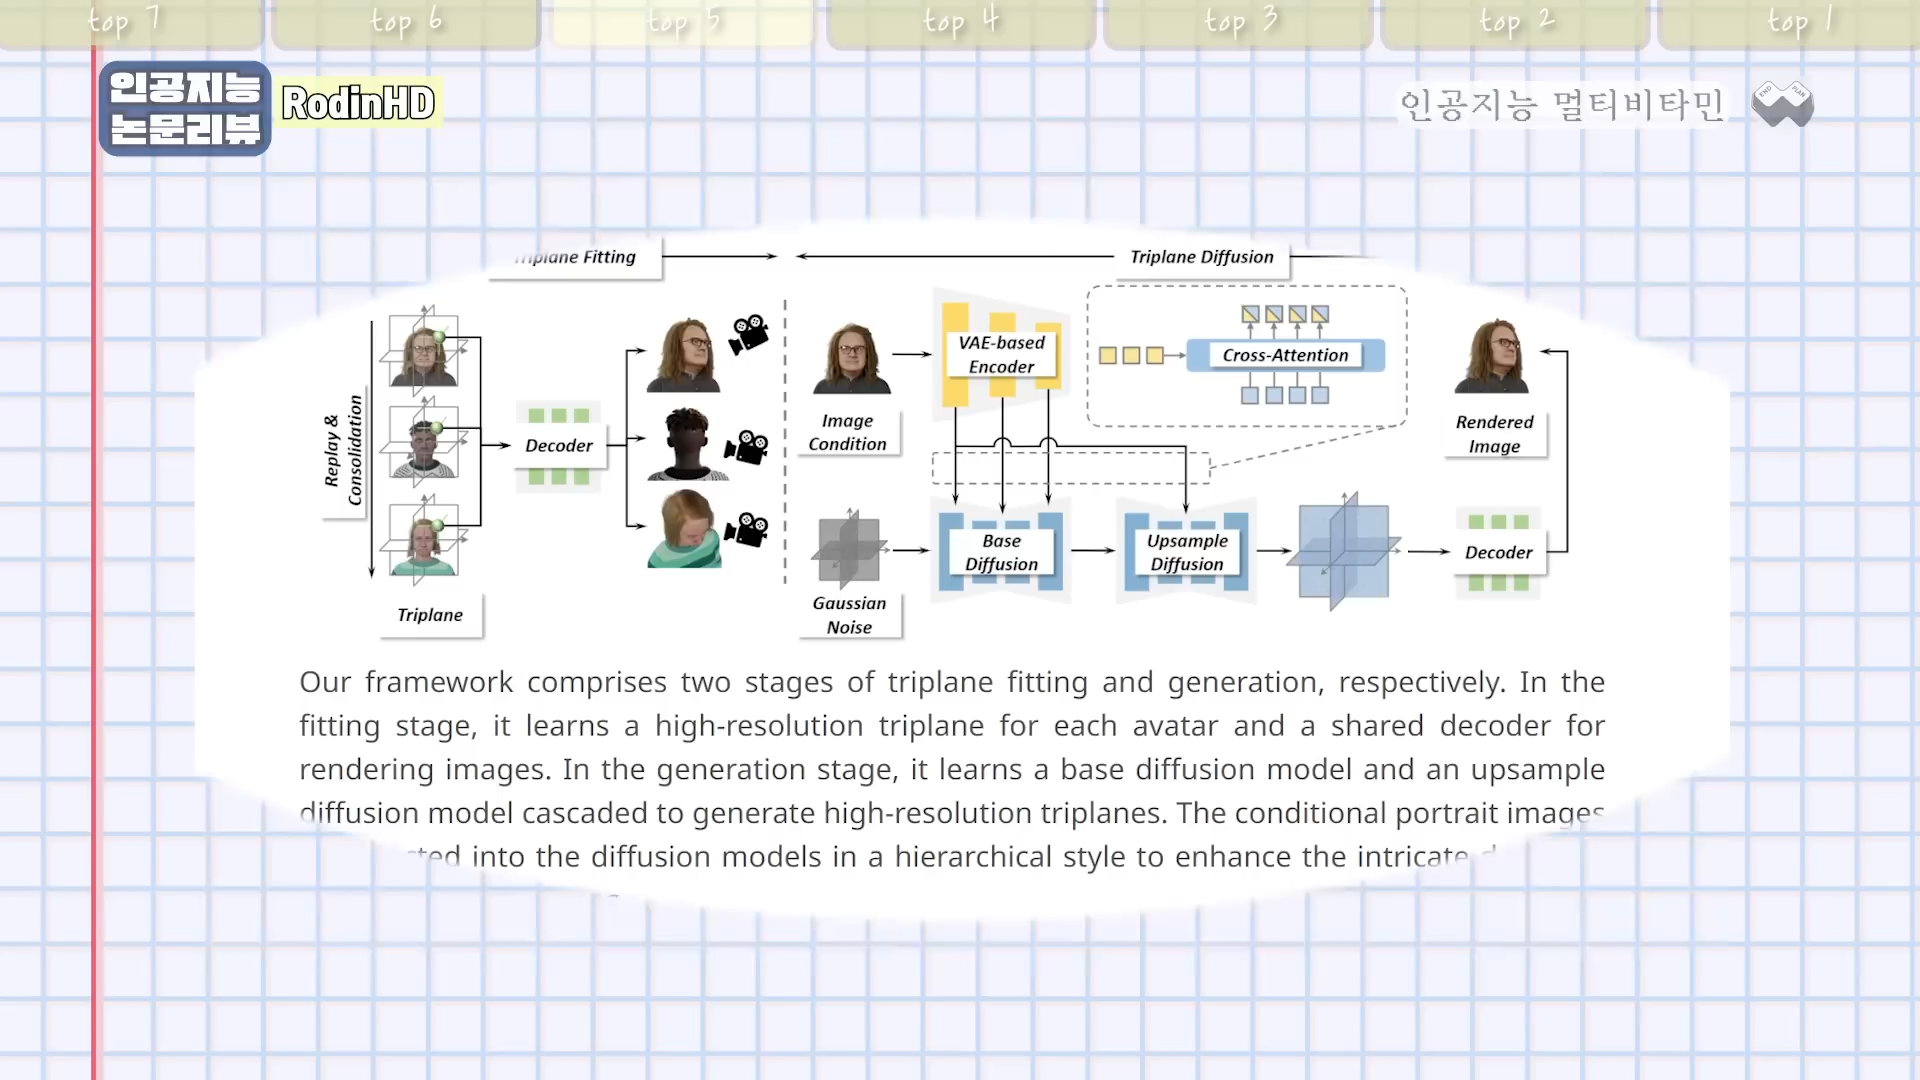 top 7
top 6
top 5
top 4
top 3
top 2
top 1
인공지능
논문리뷰
RodinHD
인공지능 멀티비타민
END
PLAN
Triplane Fitting
Triplane Diffusion
Replay &
Consolidation
Triplane
Decoder
Image
Condition
VAE-based
Encoder
Cross-Attention
Gaussian
Noise
Base
Diffusion
Upsample
Diffusion
Rendered
Image
Decoder
Our framework comprises two stages of triplane fitting and generation, respectively. In the
fitting stage, it learns a high-resolution triplane for each avatar and a shared decoder for
rendering images. In the generation stage, it learns a base diffusion model and an upsample
diffusion model cascaded to generate high-resolution triplanes. The conditional portrait images
into the diffusion models in a hierarchical style to enhance the intricate